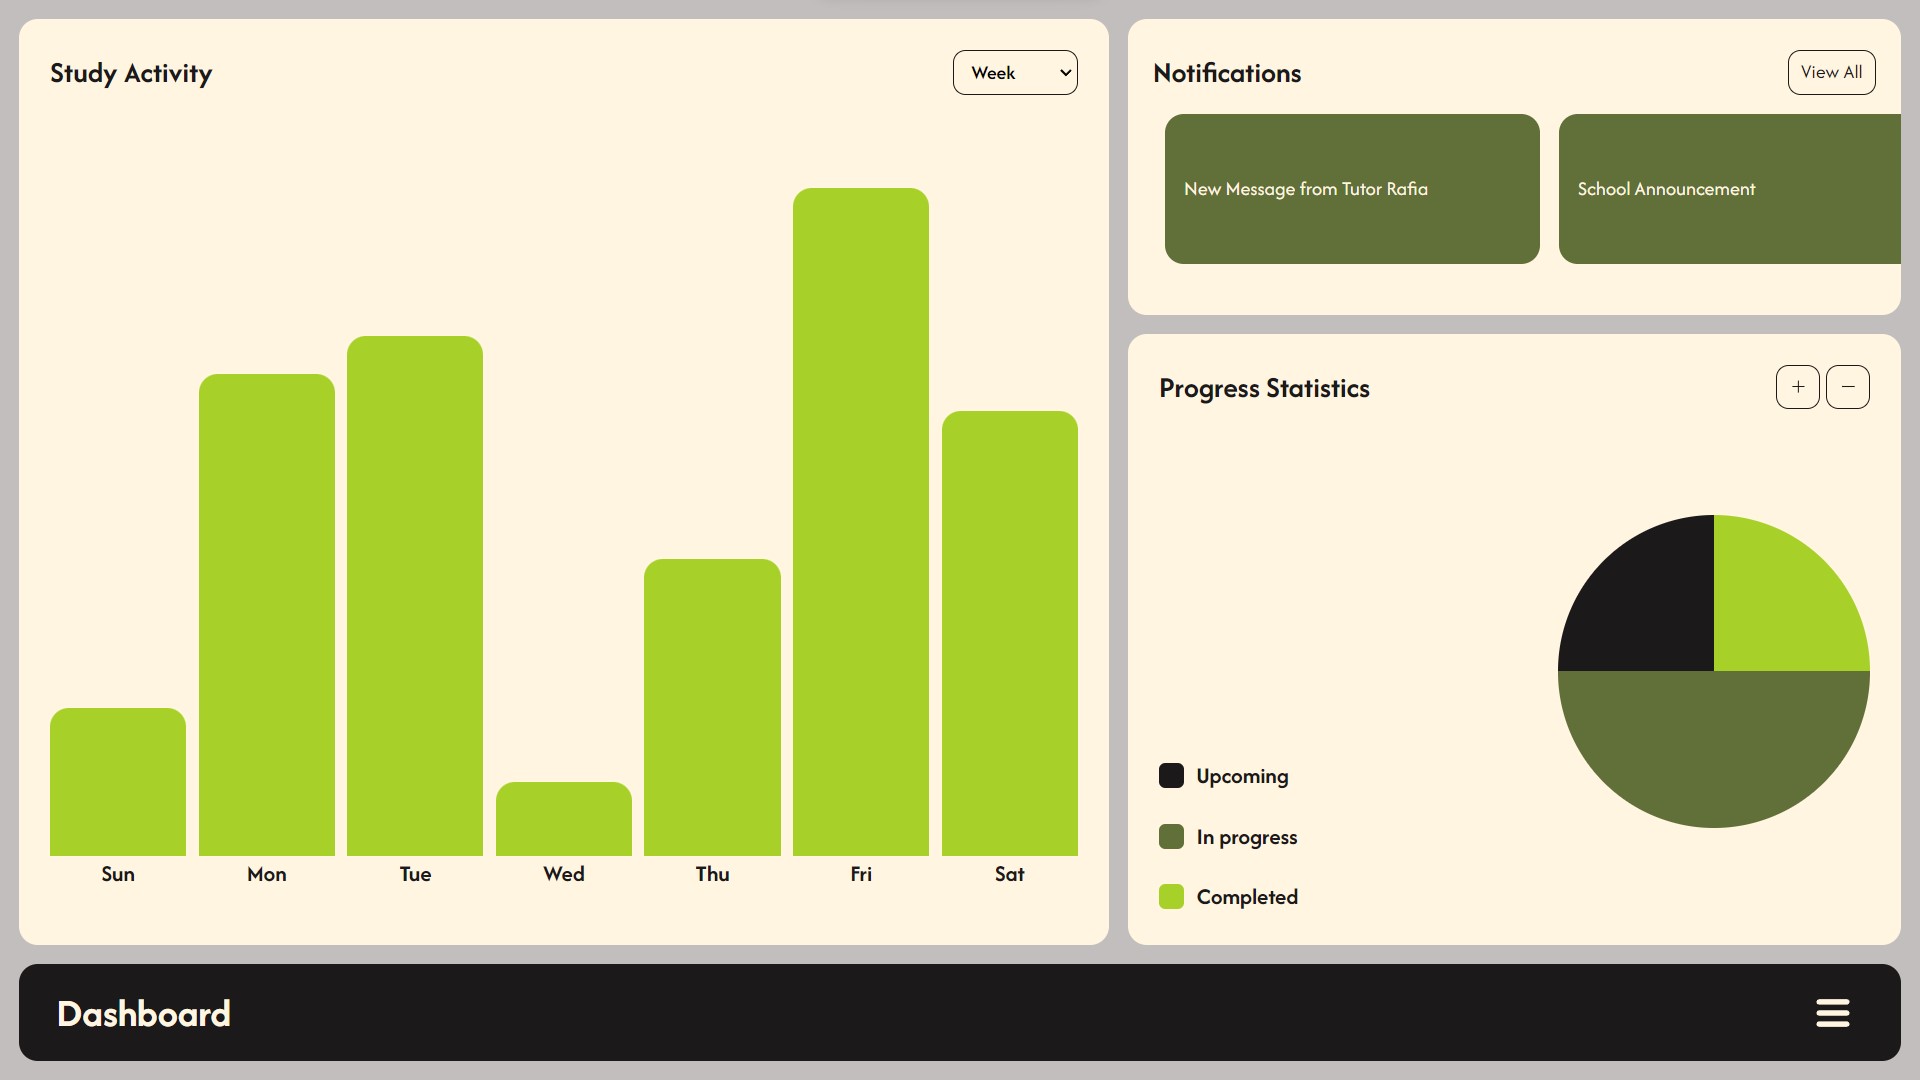 Study Activity
Week
Sun
Mon
Tue
Wed
Thu
Fri
Sat
Notifications
View All
New Message from Tutor Rafia
School Announcement
Progress Statistics
+
−
Upcoming
In progress
Completed
Dashboard